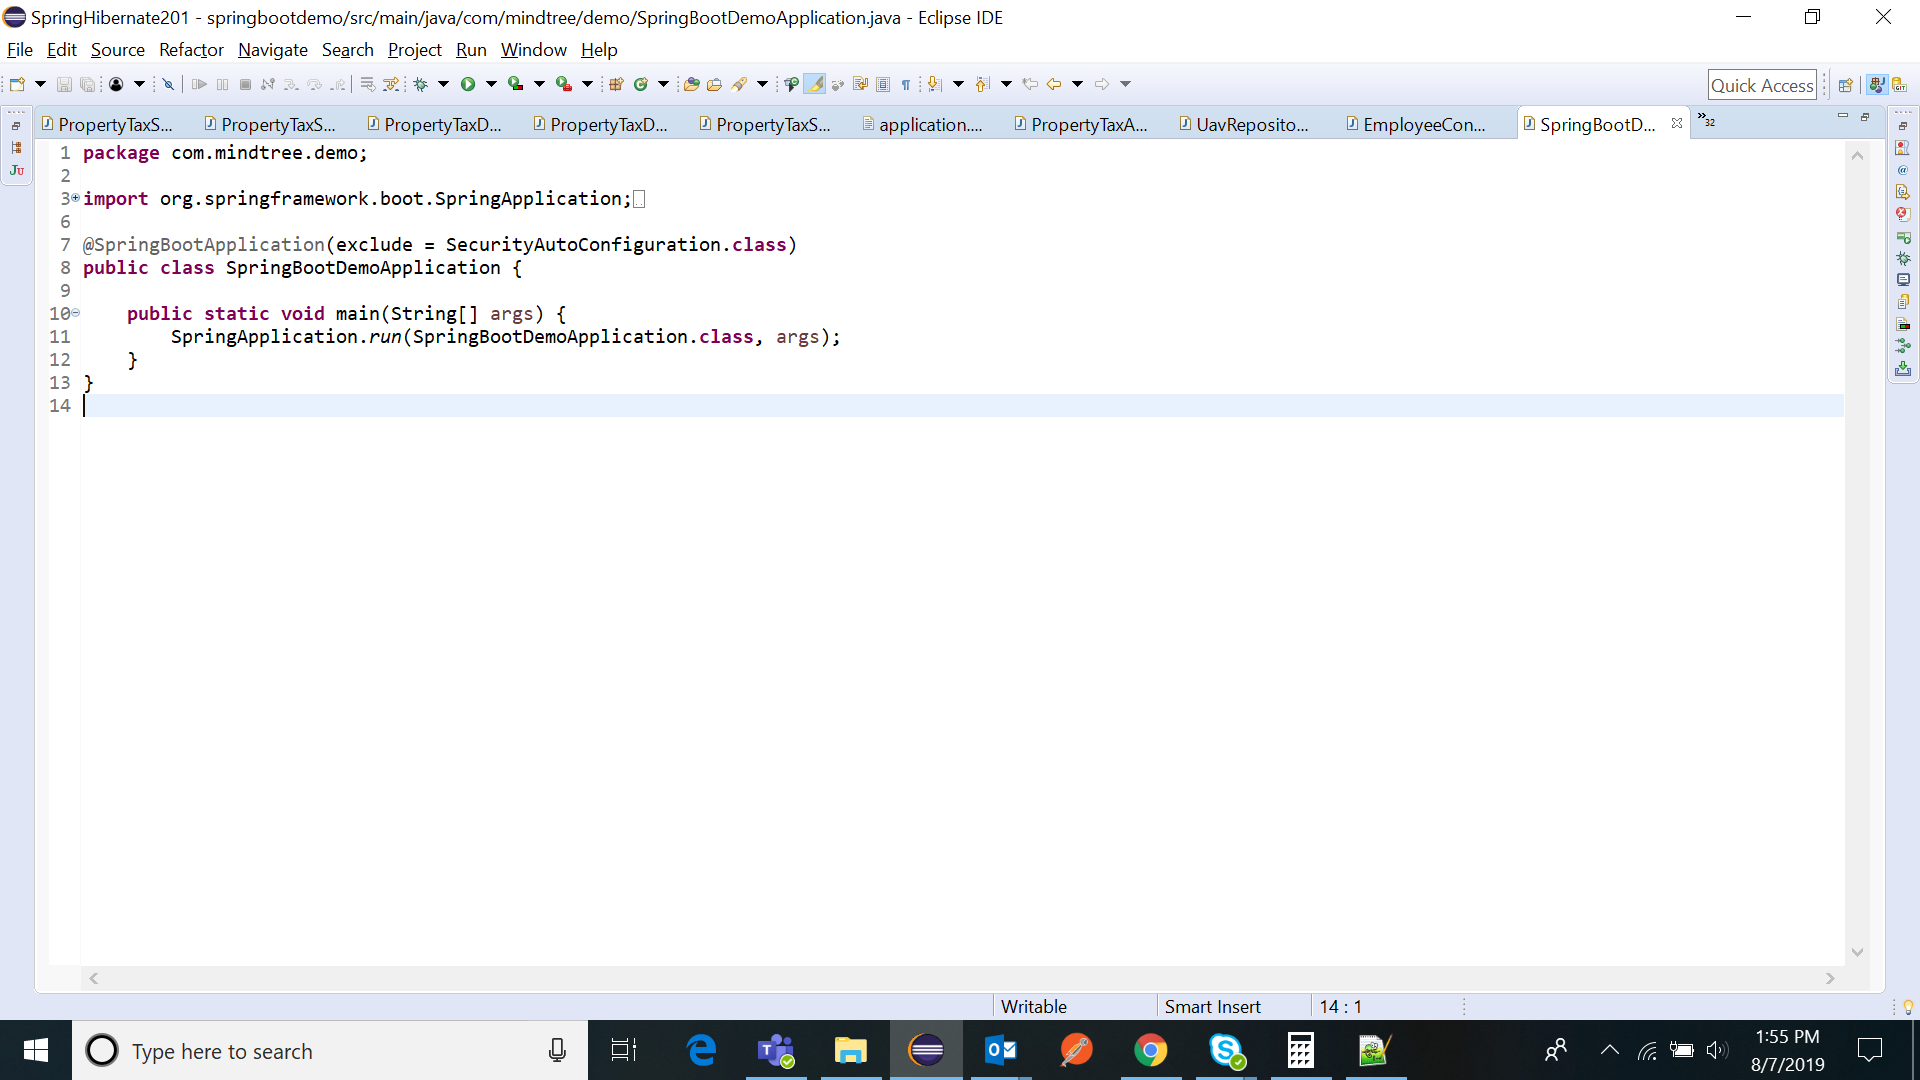 SpringHibernate201 - springbootdemo/src/main/java/com/mindtree/demo/SpringBootDemoApplication.java - Eclipse IDE
File Edit Source Refactor Navigate Search Project Run Window Help
Quick Access
PropertyTaxS... PropertyTaxS... PropertyTaxD... PropertyTaxD... PropertyTaxS... application.... PropertyTaxA... UavReposito... EmployeeCon... SpringBootD... »32
1 package com.mindtree.demo;
2
3 import org.springframework.boot.SpringApplication;
6
7 @SpringBootApplication(exclude = SecurityAutoConfiguration.class)
8 public class SpringBootDemoApplication {
9
10 public static void main(String[] args) {
11 SpringApplication.run(SpringBootDemoApplication.class, args);
12 }
13 }
14
Writable Smart Insert 14 : 1
Type here to search
1:55 PM
8/7/2019